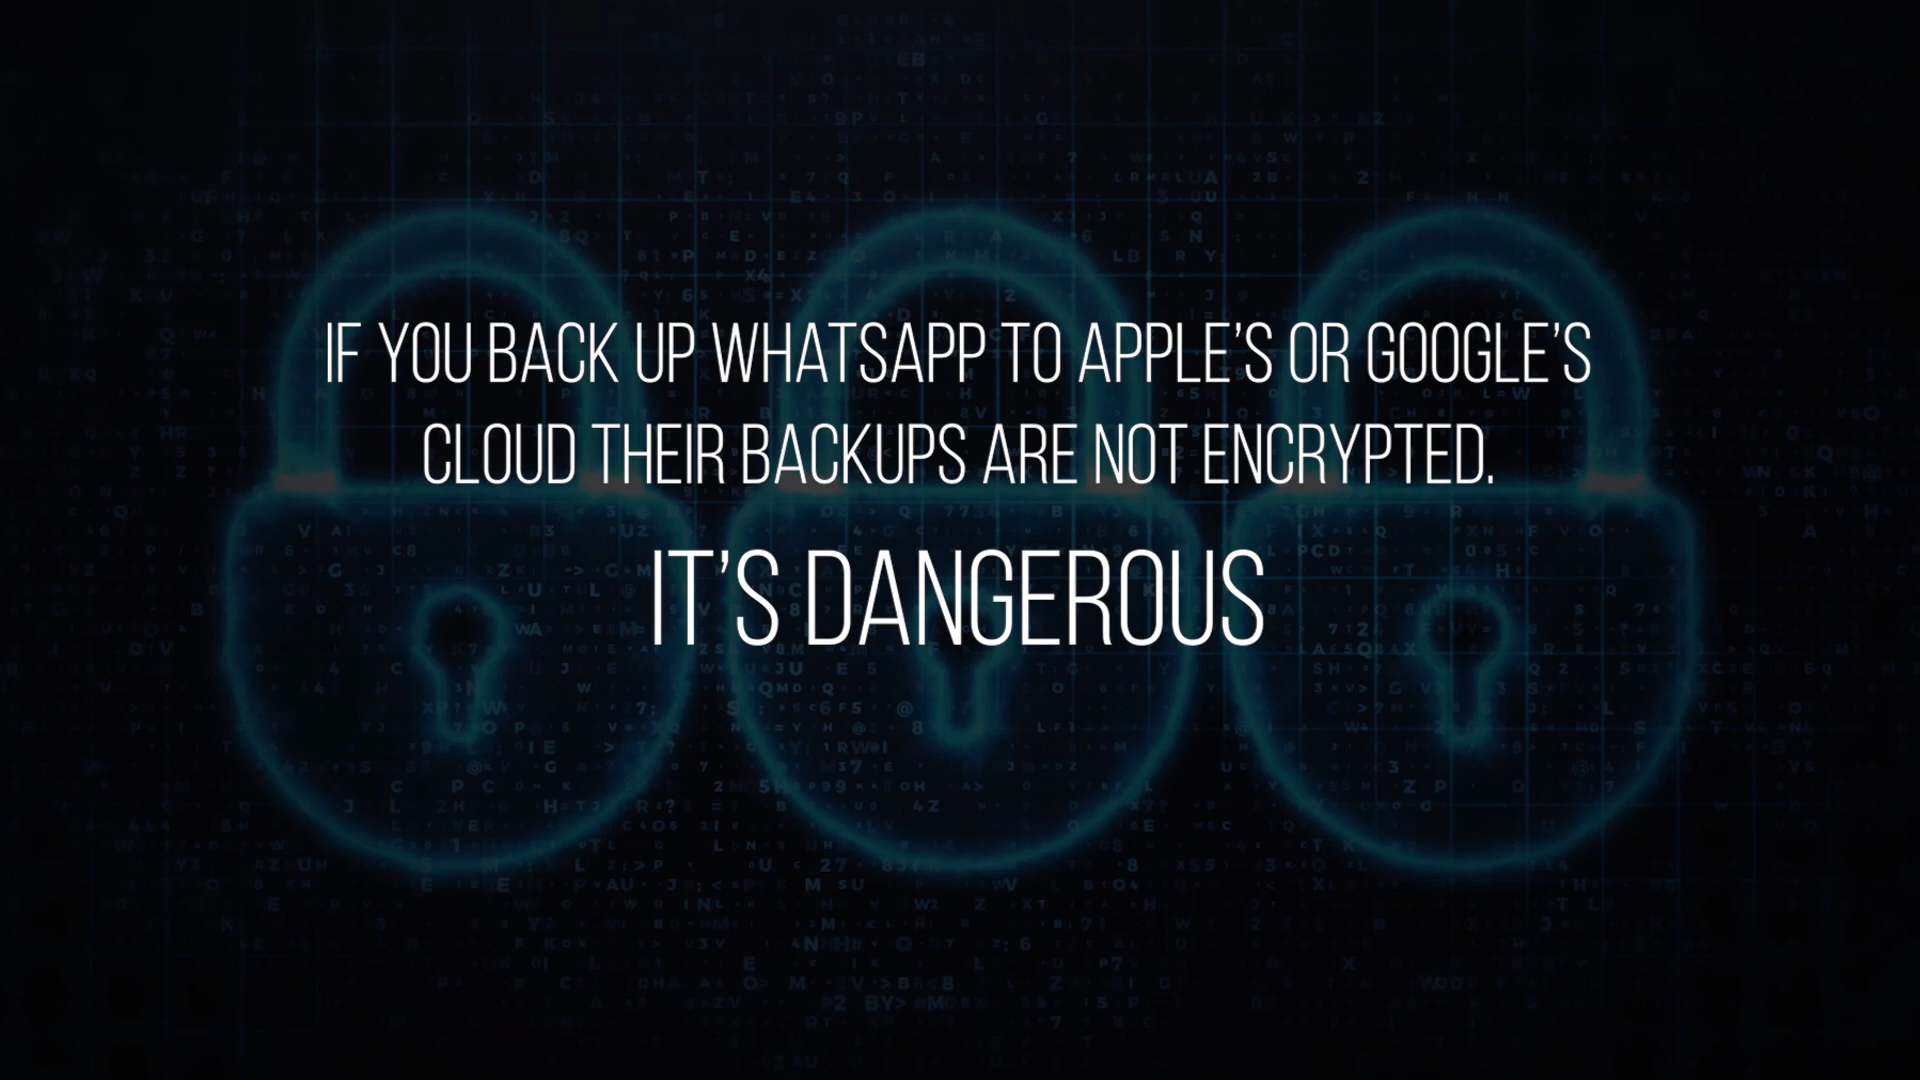 IF YOU BACK UP WHATSAPP TO APPLE’S OR GOOGLE’S
CLOUD THEIR BACKUPS ARE NOT ENCRYPTED.
IT’S DANGEROUS